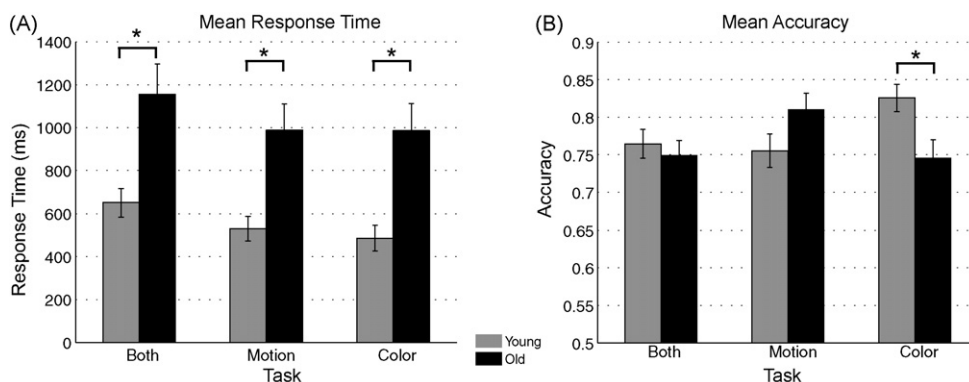 (A)
Mean Response Time
1400
1200
1000
800
600
400
200
0
Response Time (ms)
*
*
*
Both
Motion
Color
Task
Young
Old
(B)
Mean Accuracy
0.9
0.85
0.8
0.75
0.7
0.65
0.6
0.55
0.5
Accuracy
*
Both
Motion
Color
Task